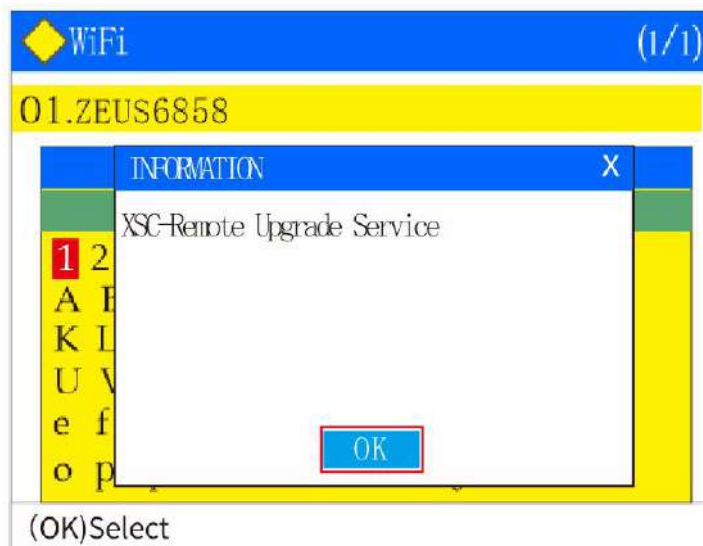 WiFi (1/1)
01.ZEUS6858
INFORMATION X
XSC-Remote Upgrade Service
1 2
A
K L
U V
e f
o p
OK
(OK)Select